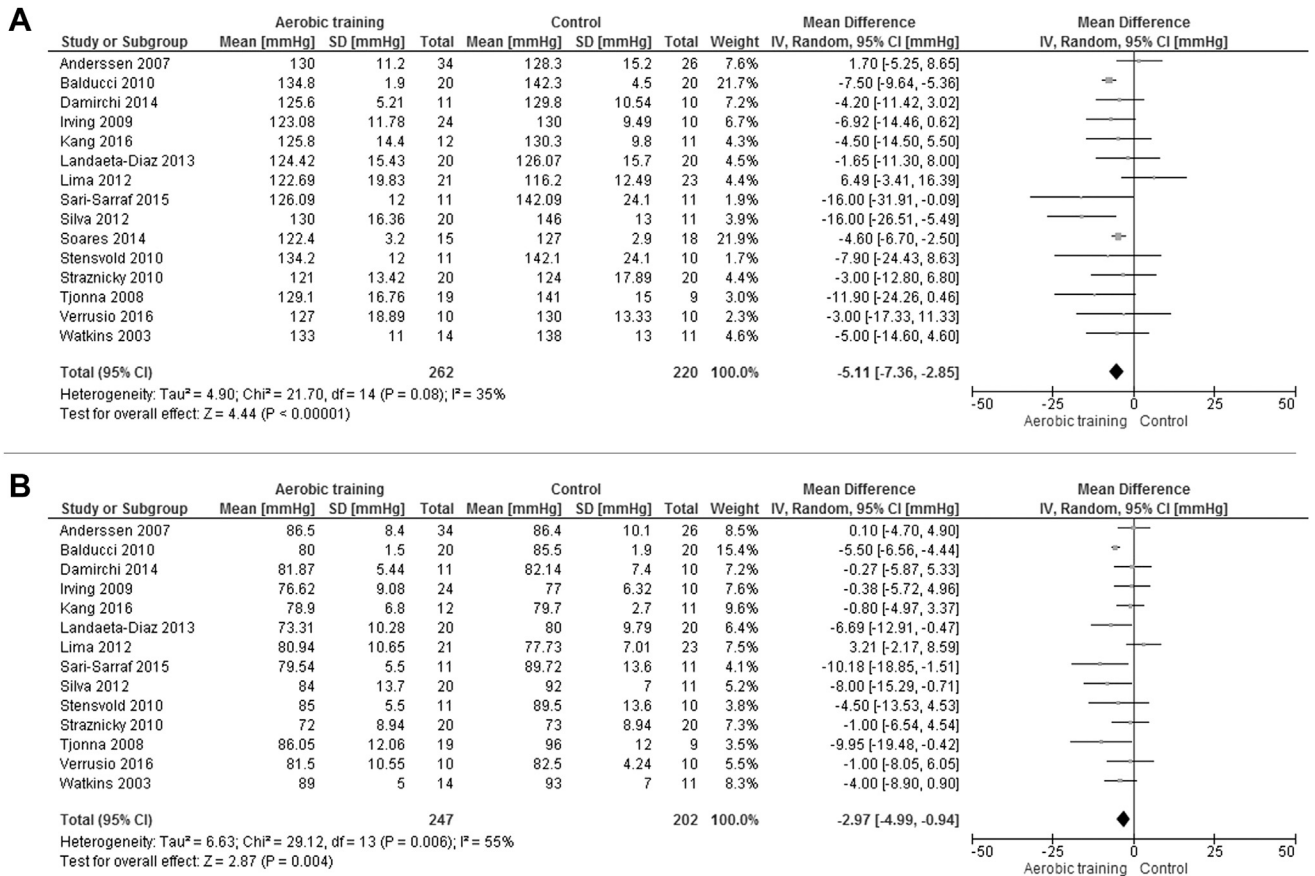 A
Aerobic training Control Mean Difference Mean Difference
Study or Subgroup Mean [mmHg] SD [mmHg] Total Mean [mmHg] SD [mmHg] Total Weight IV, Random, 95% CI [mmHg] IV, Random, 95% CI [mmHg]
Anderssen 2007 130 11.2 34 128.3 15.2 26 7.6% 1.70 [-5.25, 8.65]
Balducci 2010 134.8 1.9 20 142.3 4.5 20 21.7% -7.50 [-9.64, -5.36]
Damirchi 2014 125.6 5.21 11 129.8 10.54 10 7.2% -4.20 [-11.42, 3.02]
Irving 2009 123.08 11.78 24 130 9.49 10 6.7% -6.92 [-14.46, 0.62]
Kang 2016 125.8 14.4 12 130.3 9.8 11 4.3% -4.50 [-14.50, 5.50]
Landaeta-Diaz 2013 124.42 15.43 20 126.07 15.7 20 4.5% -1.65 [-11.30, 8.00]
Lima 2012 122.69 19.83 21 116.2 12.49 23 4.4% 6.49 [-3.41, 16.39]
Sari-Sarraf 2015 126.09 12 11 142.09 24.1 11 1.9% -16.00 [-31.91, -0.09]
Silva 2012 130 16.36 20 146 13 11 3.9% -16.00 [-26.51, -5.49]
Soares 2014 122.4 3.2 15 127 2.9 18 21.9% -4.60 [-6.70, -2.50]
Stensvold 2010 134.2 12 11 142.1 24.1 10 1.7% -7.90 [-24.43, 8.63]
Straznicky 2010 121 13.42 20 124 17.89 20 4.4% -3.00 [-12.80, 6.80]
Tjonna 2008 129.1 16.76 19 141 15 9 3.0% -11.90 [-24.26, 0.46]
Verrusio 2016 127 18.89 10 130 13.33 10 2.3% -3.00 [-17.33, 11.33]
Watkins 2003 133 11 14 138 13 11 4.6% -5.00 [-14.60, 4.60]
Total (95% CI) 262 220 100.0% -5.11 [-7.36, -2.85]
Heterogeneity: Tau² = 4.90; Chi² = 21.70, df = 14 (P = 0.08); I² = 35%
Test for overall effect: Z = 4.44 (P < 0.00001)
-50 -25 0 25 50
Aerobic training Control
B
Aerobic training Control Mean Difference Mean Difference
Study or Subgroup Mean [mmHg] SD [mmHg] Total Mean [mmHg] SD [mmHg] Total Weight IV, Random, 95% CI [mmHg] IV, Random, 95% CI [mmHg]
Anderssen 2007 86.5 8.4 34 86.4 10.1 26 8.5% 0.10 [-4.70, 4.90]
Balducci 2010 80 1.5 20 85.5 1.9 20 15.4% -5.50 [-6.56, -4.44]
Damirchi 2014 81.87 5.44 11 82.14 7.4 10 7.2% -0.27 [-5.87, 5.33]
Irving 2009 76.62 9.08 24 77 6.32 10 7.6% -0.38 [-5.72, 4.96]
Kang 2016 78.9 6.8 12 79.7 2.7 11 9.6% -0.80 [-4.97, 3.37]
Landaeta-Diaz 2013 73.31 10.28 20 80 9.79 20 6.4% -6.69 [-12.91, -0.47]
Lima 2012 80.94 10.65 21 77.73 7.01 23 7.5% 3.21 [-2.17, 8.59]
Sari-Sarraf 2015 79.54 5.5 11 89.72 13.6 11 4.1% -10.18 [-18.85, -1.51]
Silva 2012 84 13.7 20 92 7 11 5.2% -8.00 [-15.29, -0.71]
Stensvold 2010 85 5.5 11 89.5 13.6 10 3.8% -4.50 [-13.53, 4.53]
Straznicky 2010 72 8.94 20 73 8.94 20 7.3% -1.00 [-6.54, 4.54]
Tjonna 2008 86.05 12.06 19 96 12 9 3.5% -9.95 [-19.48, -0.42]
Verrusio 2016 81.5 10.55 10 82.5 4.24 10 5.5% -1.00 [-8.05, 6.05]
Watkins 2003 89 5 14 93 7 11 8.3% -4.00 [-8.90, 0.90]
Total (95% CI) 247 202 100.0% -2.97 [-4.99, -0.94]
Heterogeneity: Tau² = 6.63; Chi² = 29.12, df = 13 (P = 0.006); I² = 55%
Test for overall effect: Z = 2.87 (P = 0.004)
-50 -25 0 25 50
Aerobic training Control